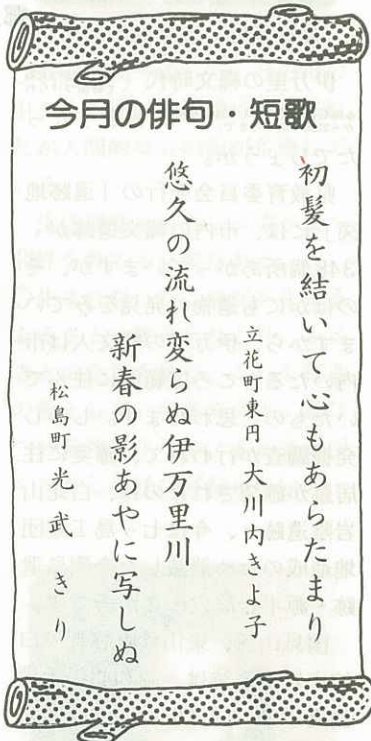 今月の俳句・短歌
初髪を結いて心もあらたまり
立花町東円 大川内きよ子
悠久の流れ変らぬ伊万里川
新春の影あやに写しぬ
松島町 光武きり